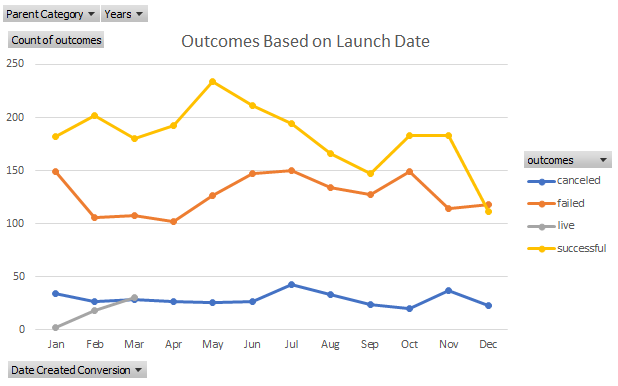 Parent Category Years
Count of outcomes
Outcomes Based on Launch Date
250
200
150
100
50
0
Jan Feb Mar Apr May Jun Jul Aug Sep Oct Nov Dec
outcomes
canceled
failed
live
successful
Date Created Conversion